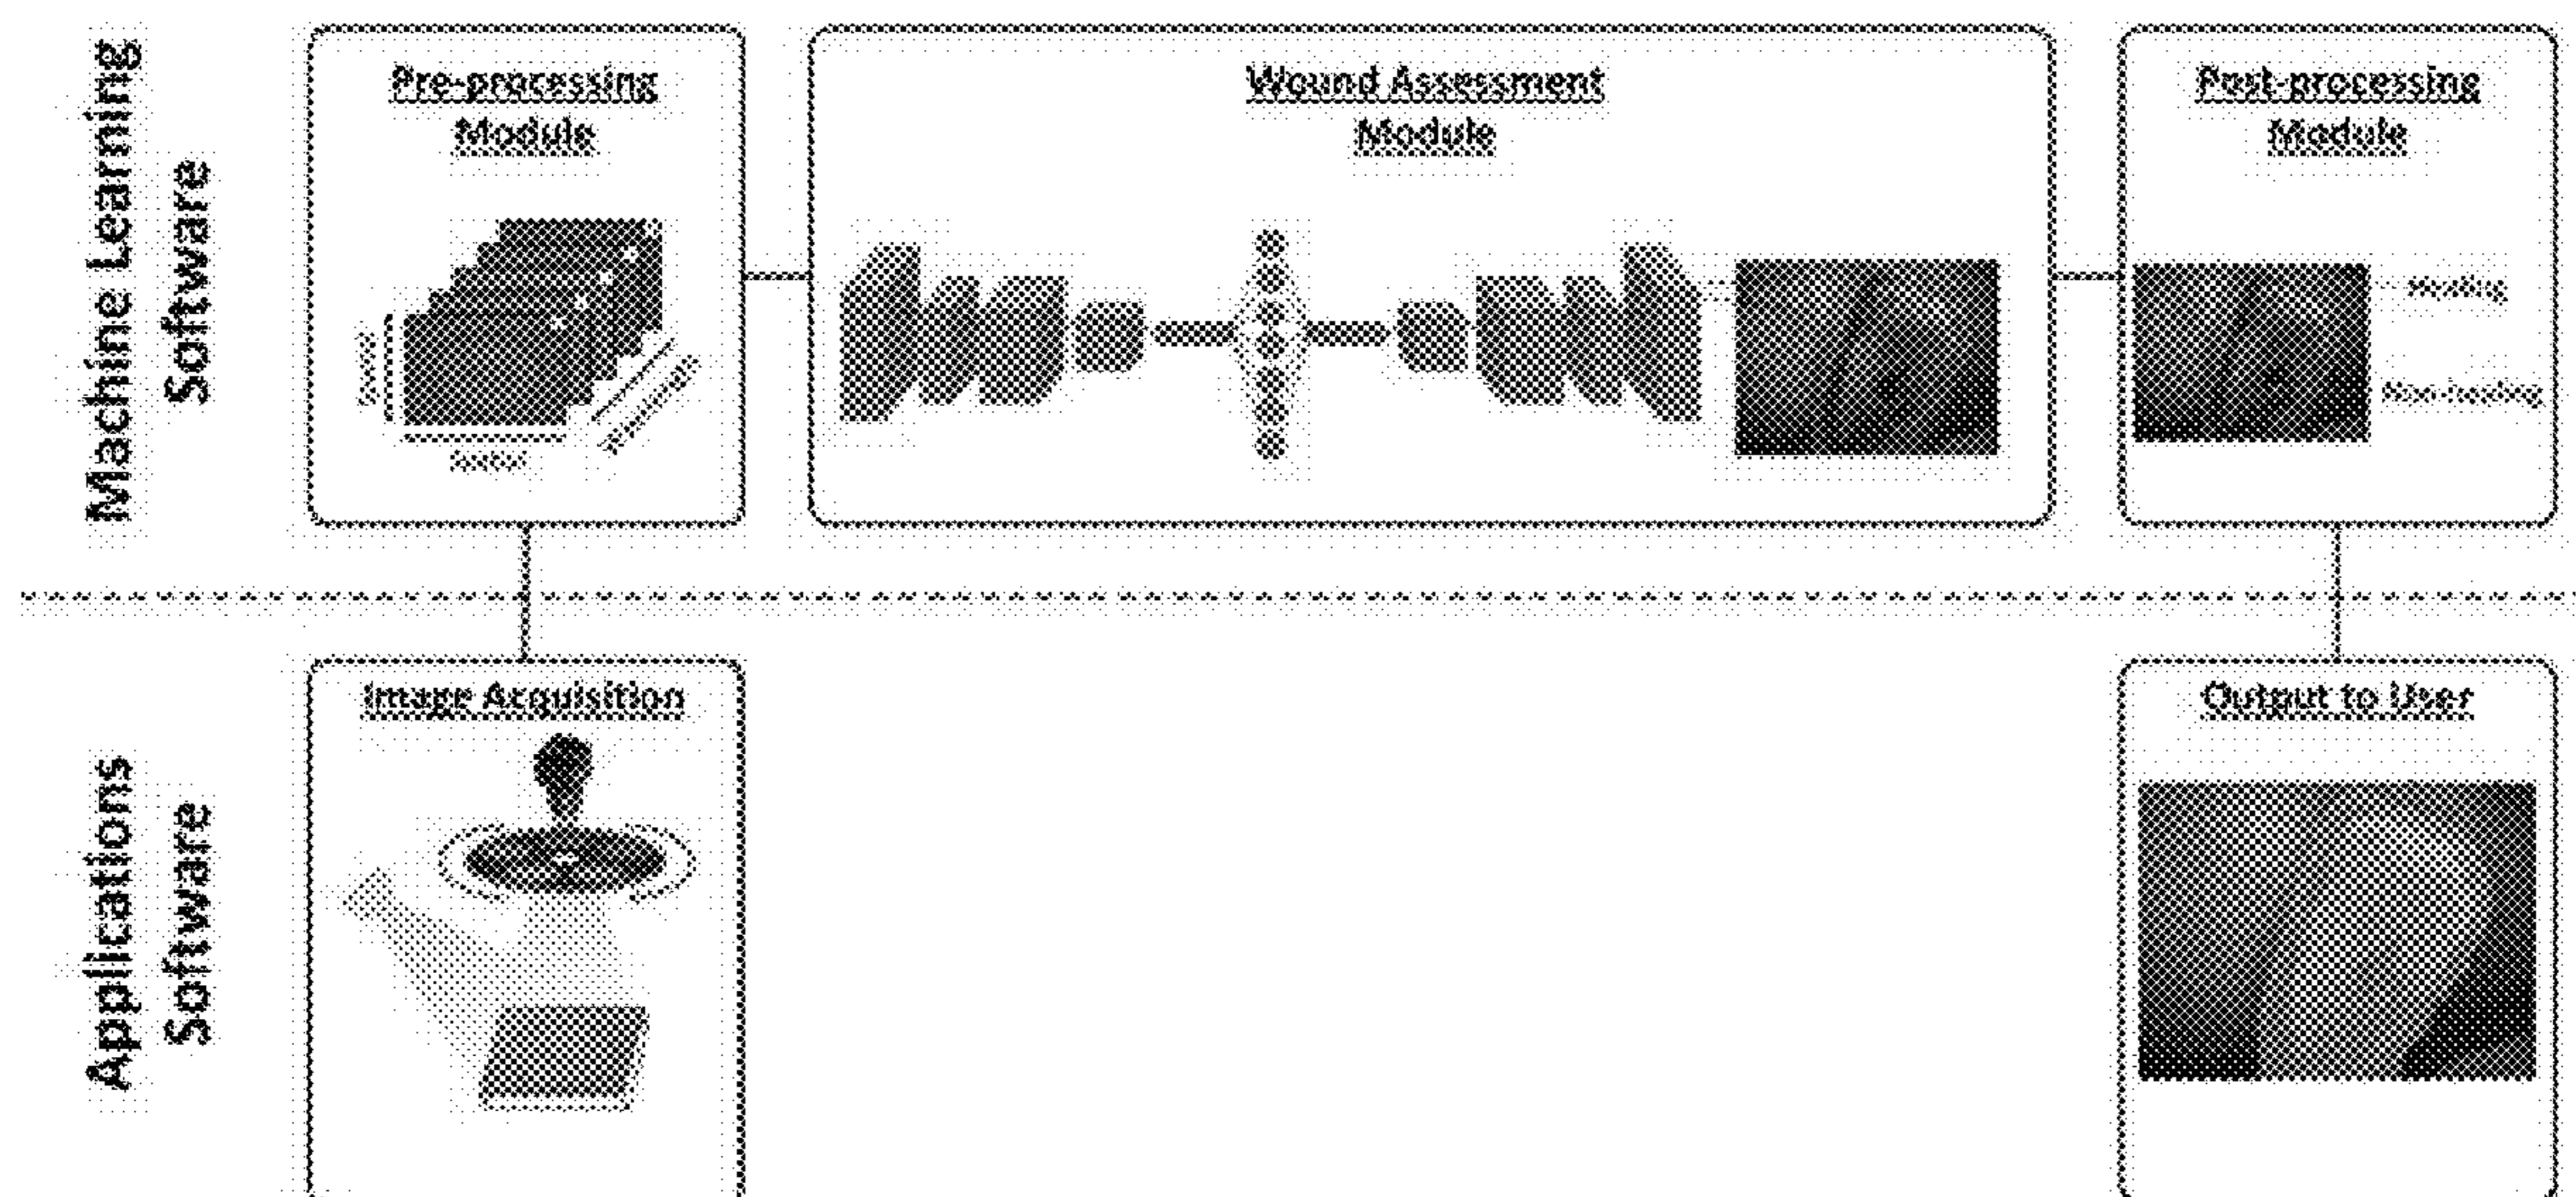 Machine Learning
Software
Pre-processing
Module
Wound Assessment
Module
Post-processing
Module
Healing
Non-healing
Applications
Software
Image Acquisition
Output to User